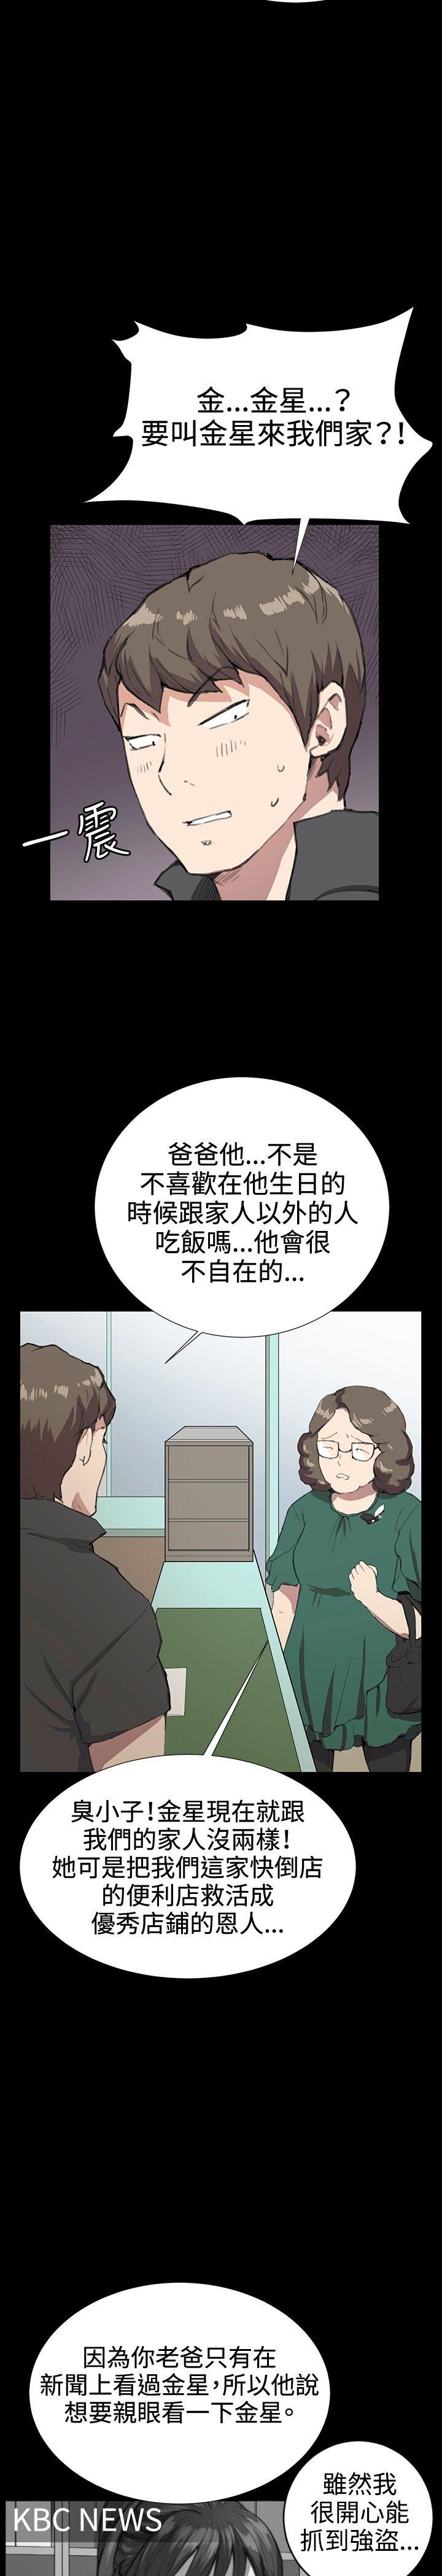 金...金星...?
要叫金星來我們家?!
一震
爸爸他...不是
不喜歡在他生日的
時候跟家人以外的人
吃飯嗎...他會很
不自在的...
臭小子!金星現在就跟
我們的家人沒兩樣!
她可是把我們這家快倒店
的便利店救活成
優秀店鋪的恩人...
因為你老爸只有在
新聞上看過金星,所以他說
想要親眼看一下金星。
雖然我
很開心能
抓到強盜...
KBC NEWS